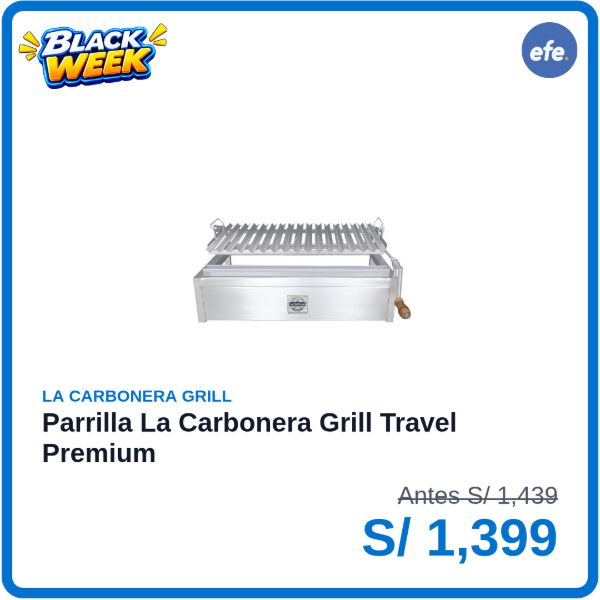 BLACK
WEEK
efe.
LA CARBONERA GRILL
Parrilla La Carbonera Grill Travel
Premium
Antes S/ 1,439
S/ 1,399